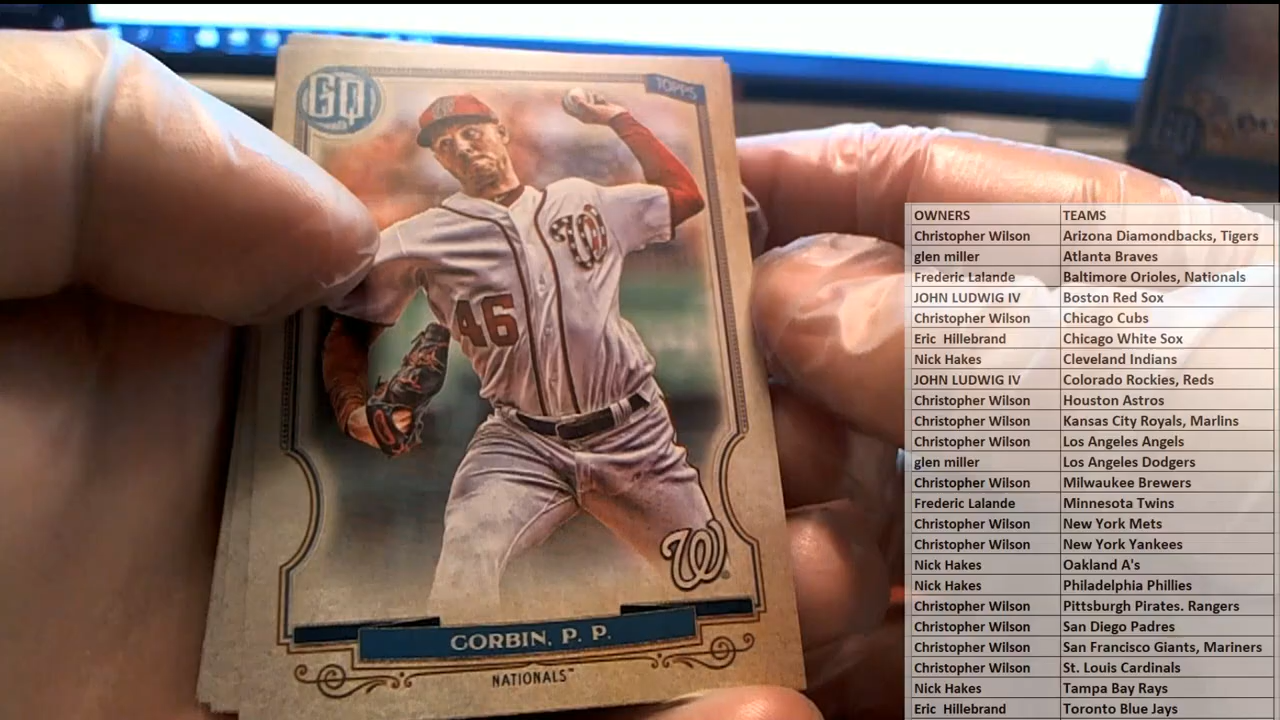 GQ
TOPPS
46
W
W
CORBIN, P. P.
NATIONALS™
OWNERS TEAMS
Christopher Wilson Arizona Diamondbacks, Tigers
glen miller Atlanta Braves
Frederic Lalande Baltimore Orioles, Nationals
JOHN LUDWIG IV Boston Red Sox
Christopher Wilson Chicago Cubs
Eric Hillebrand Chicago White Sox
Nick Hakes Cleveland Indians
JOHN LUDWIG IV Colorado Rockies, Reds
Christopher Wilson Houston Astros
Christopher Wilson Kansas City Royals, Marlins
Christopher Wilson Los Angeles Angels
glen miller Los Angeles Dodgers
Christopher Wilson Milwaukee Brewers
Frederic Lalande Minnesota Twins
Christopher Wilson New York Mets
Christopher Wilson New York Yankees
Nick Hakes Oakland A's
Nick Hakes Philadelphia Phillies
Christopher Wilson Pittsburgh Pirates. Rangers
Christopher Wilson San Diego Padres
Christopher Wilson San Francisco Giants, Mariners
Christopher Wilson St. Louis Cardinals
Nick Hakes Tampa Bay Rays
Eric Hillebrand Toronto Blue Jays